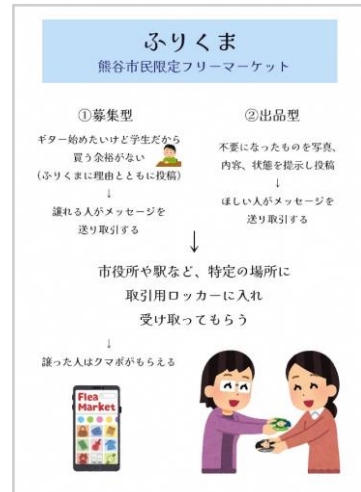 ふりくま
熊谷市民限定フリーマーケット
①募集型
ギター始めたいけど学生だから
買う余裕がない
(ふりくまに理由とともに投稿)
↓
譲れる人がメッセージを
送り取引する
②出品型
不要になったものを写真、
内容、状態を提示し投稿
↓
ほしい人がメッセージを
送り取引する
↓
市役所や駅など、特定の場所に
取引用ロッカーに入れ
受け取ってもらう
↓
譲った人はクマポがもらえる
Flea
Market